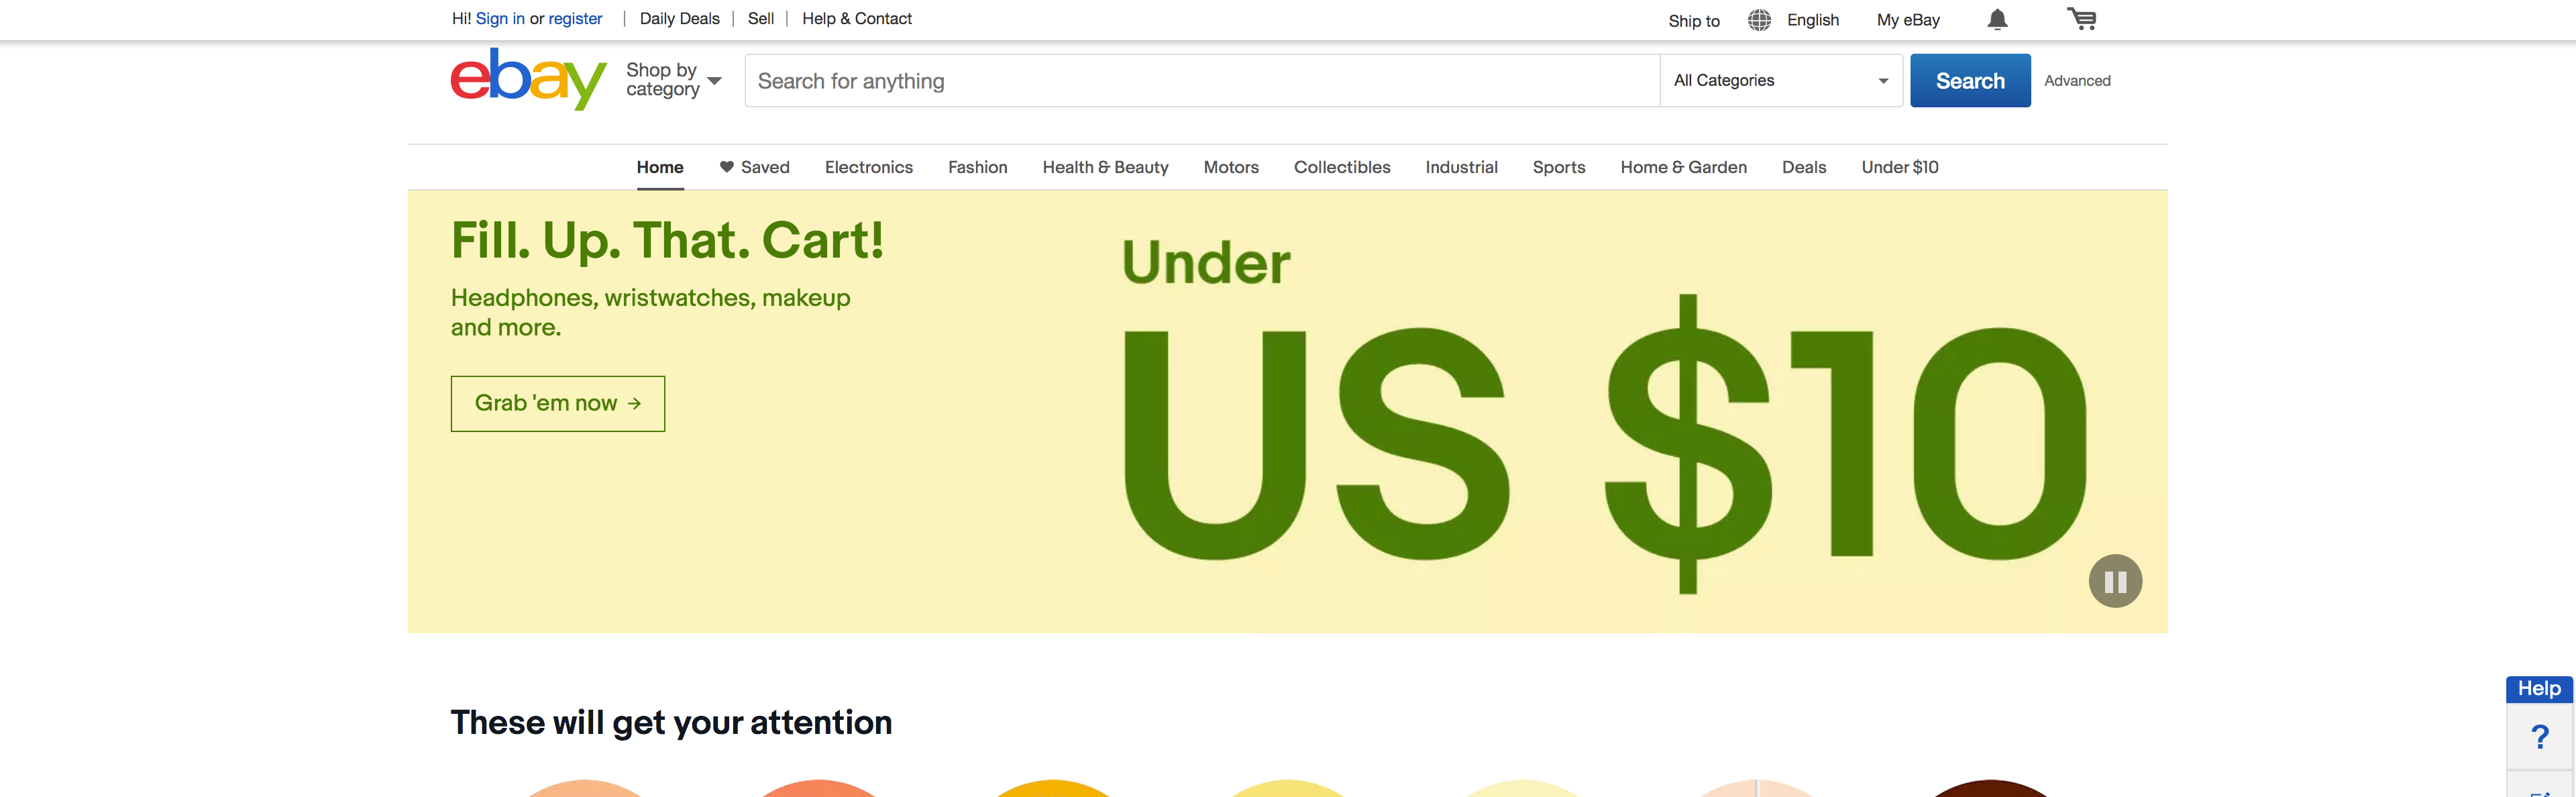 Hi! Sign in or register | Daily Deals | Sell | Help & Contact
Ship to English My eBay
ebay
Shop by
category
Search for anything
All Categories
Search
Advanced
Home Saved Electronics Fashion Health & Beauty Motors Collectibles Industrial Sports Home & Garden Deals Under $10
Fill. Up. That. Cart!
Headphones, wristwatches, makeup
and more.
Grab 'em now →
Under
US $10
These will get your attention
Help
?